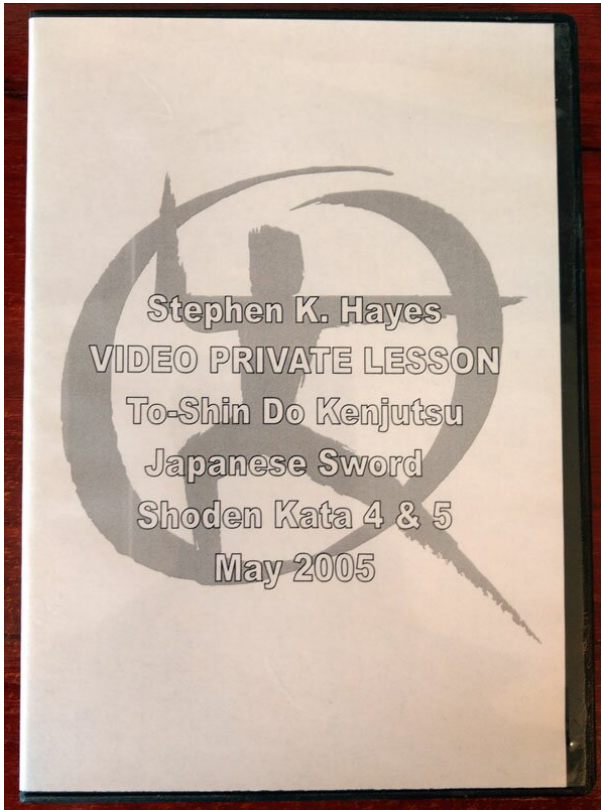 Stephen K. Hayes
VIDEO PRIVATE LESSON
To-Shin Do Kenjutsu
Japanese Sword
Shoden Kata 4 & 5
May 2005